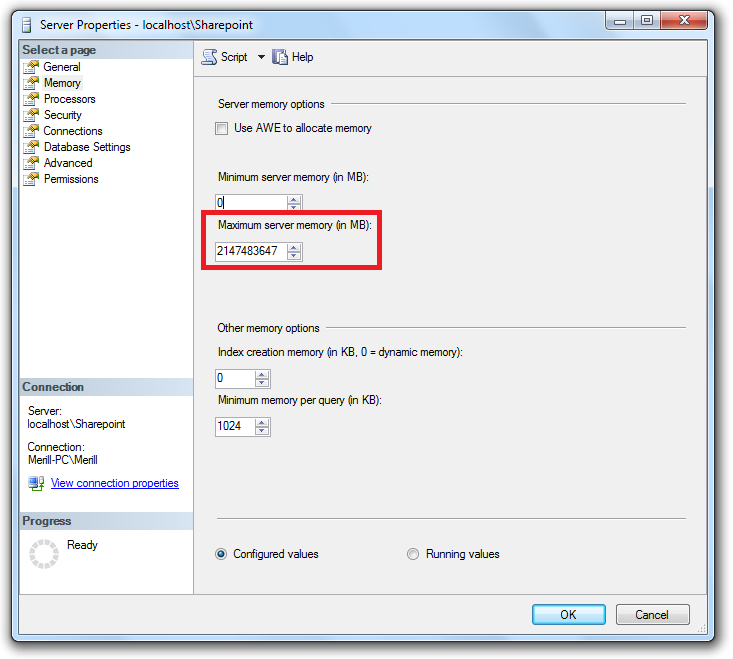 Server Properties - localhost\Sharepoint
Select a page
General
Memory
Processors
Security
Connections
Database Settings
Advanced
Permissions
Script
Help
Server memory options
Use AWE to allocate memory
Minimum server memory (in MB):
0
Maximum server memory (in MB):
2147483647
Other memory options
Index creation memory (in KB, 0 = dynamic memory):
0
Minimum memory per query (in KB):
1024
Configured values
Running values
Connection
Server:
localhost\Sharepoint
Connection:
Merill-PC\Merill
View connection properties
Progress
Ready
OK
Cancel